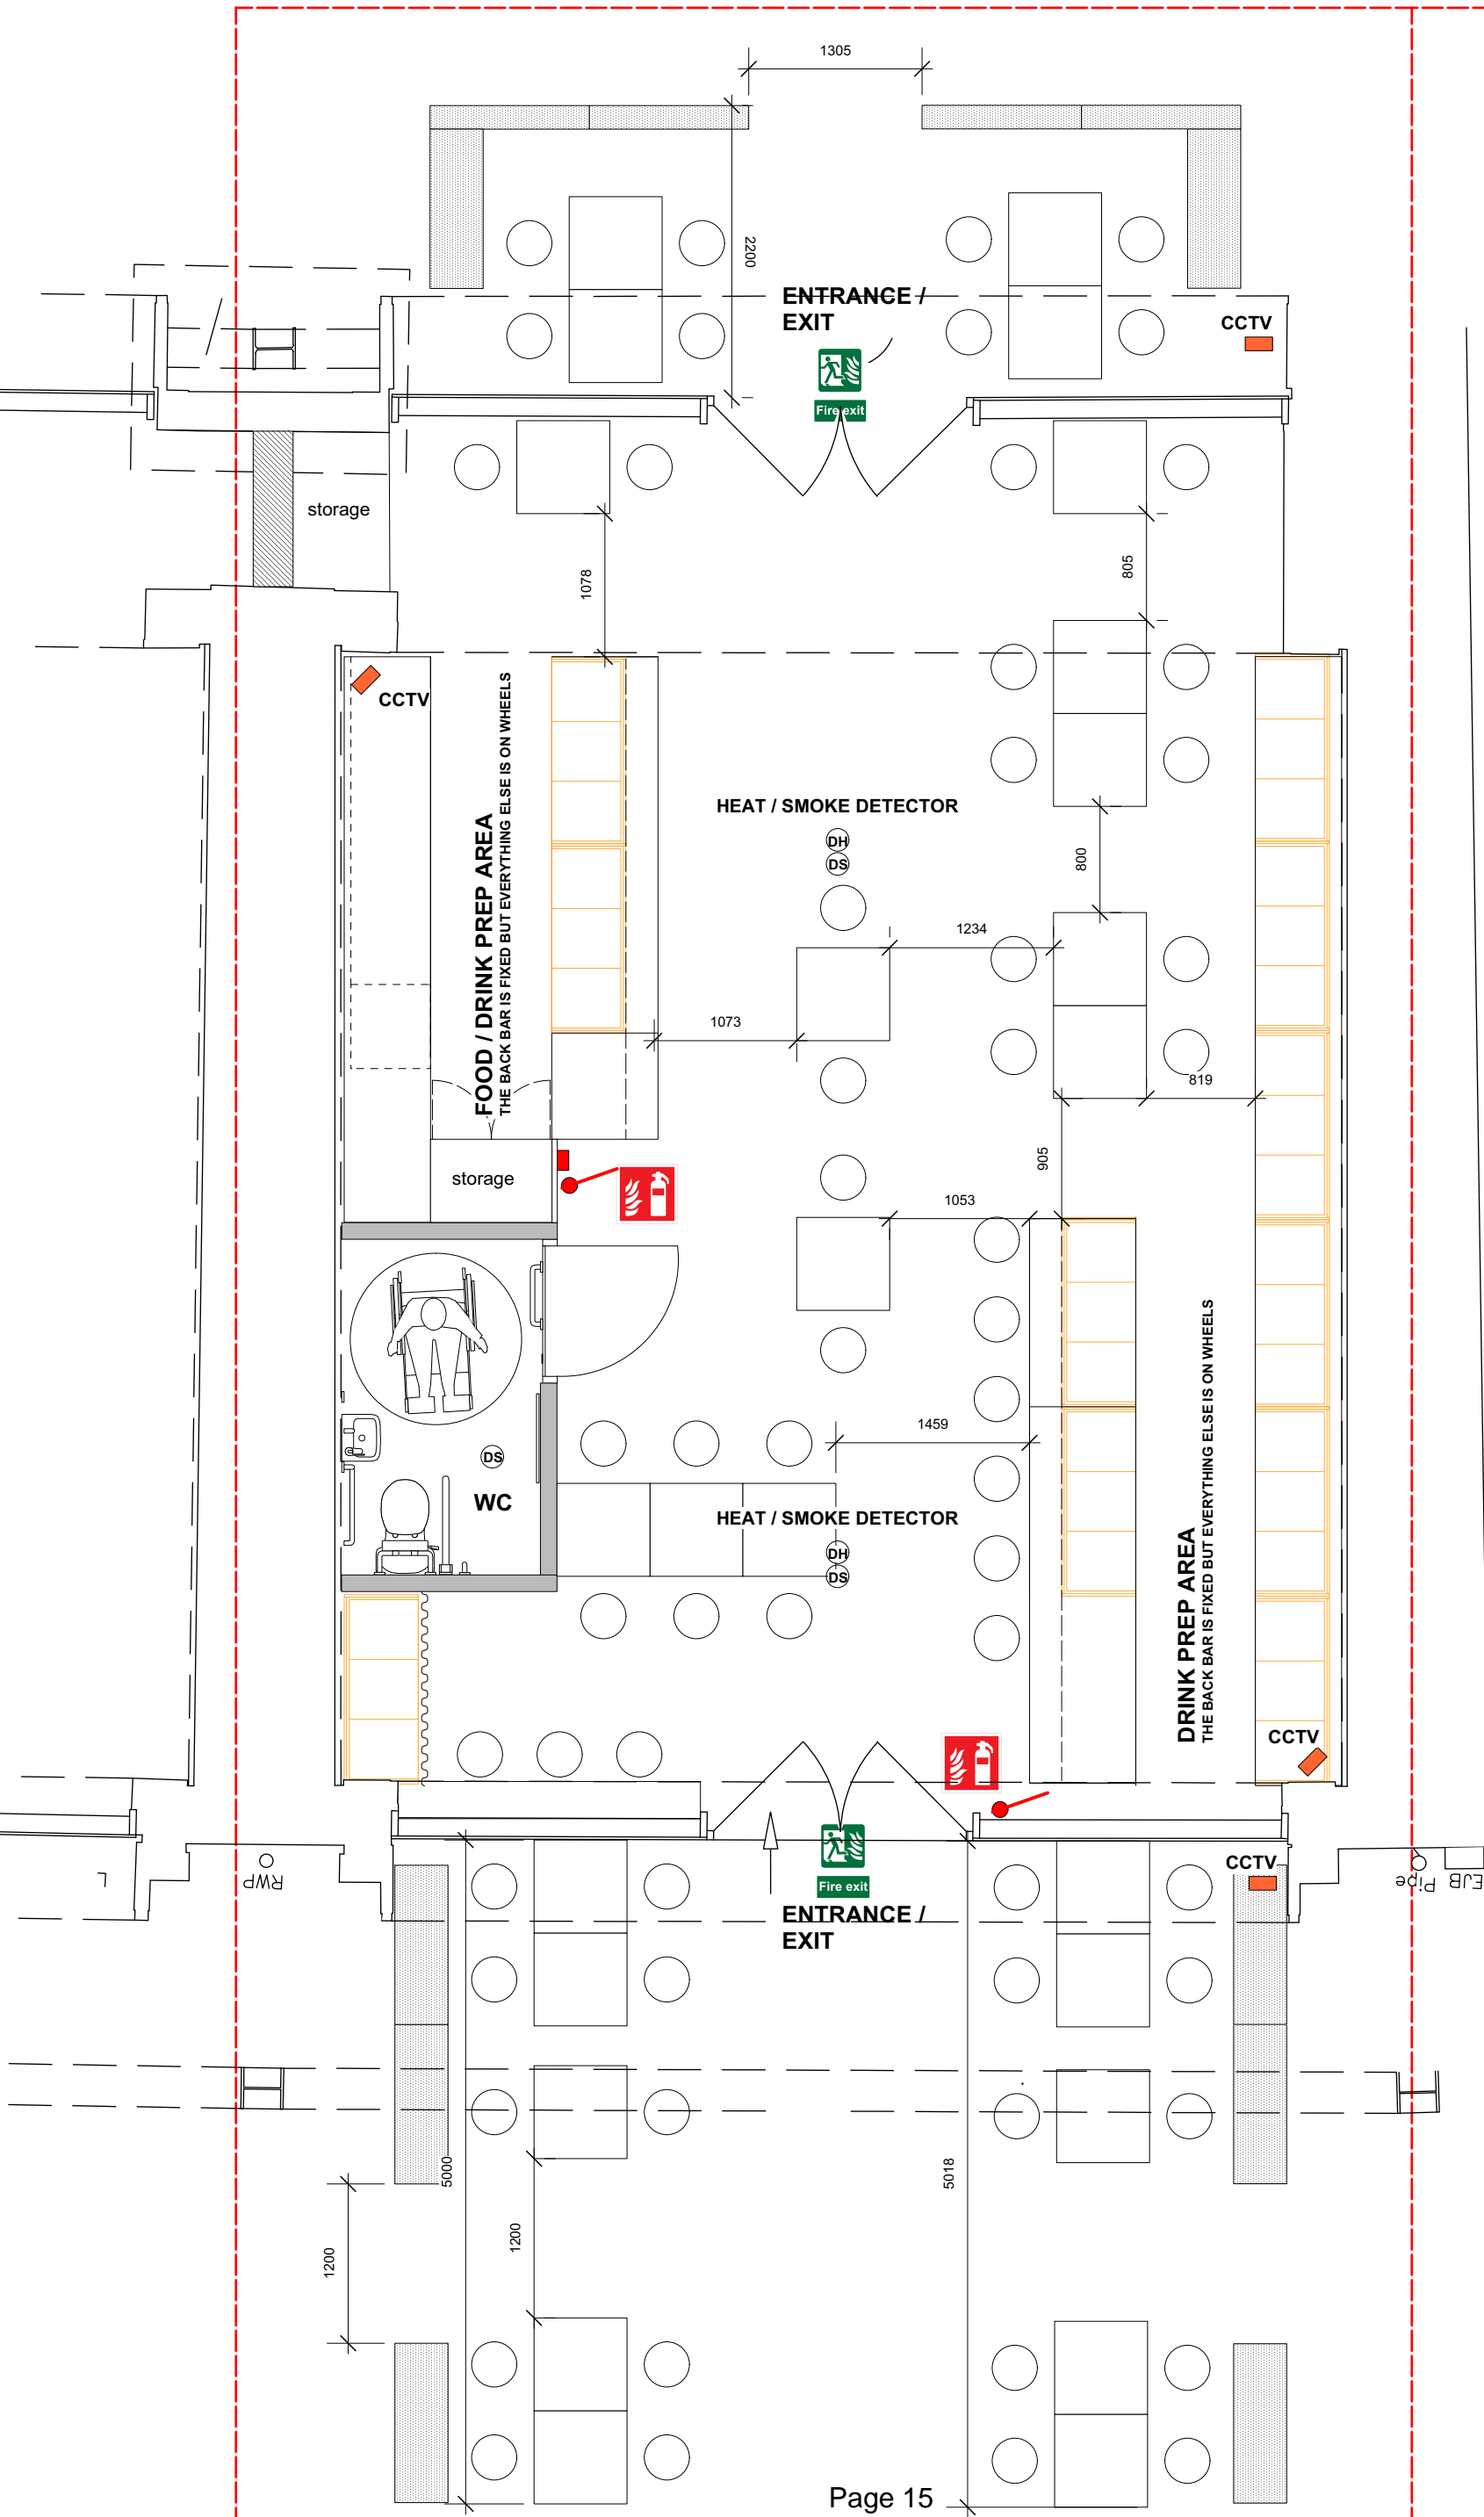 1305
2200
ENTRANCE /
EXIT
CCTV
Fire exit
storage
1078
805
CCTV
FOOD / DRINK PREP AREA
THE BACK BAR IS FIXED BUT EVERYTHING ELSE IS ON WHEELS
HEAT / SMOKE DETECTOR
DH
DS
800
1234
1073
819
905
storage
1053
1459
DS
WC
HEAT / SMOKE DETECTOR
DH
DS
DRINK PREP AREA
THE BACK BAR IS FIXED BUT EVERYTHING ELSE IS ON WHEELS
CCTV
RWP
Fire exit
CCTV
Pipe
EJB
ENTRANCE /
EXIT
5000
5018
1200
1200
Page 15